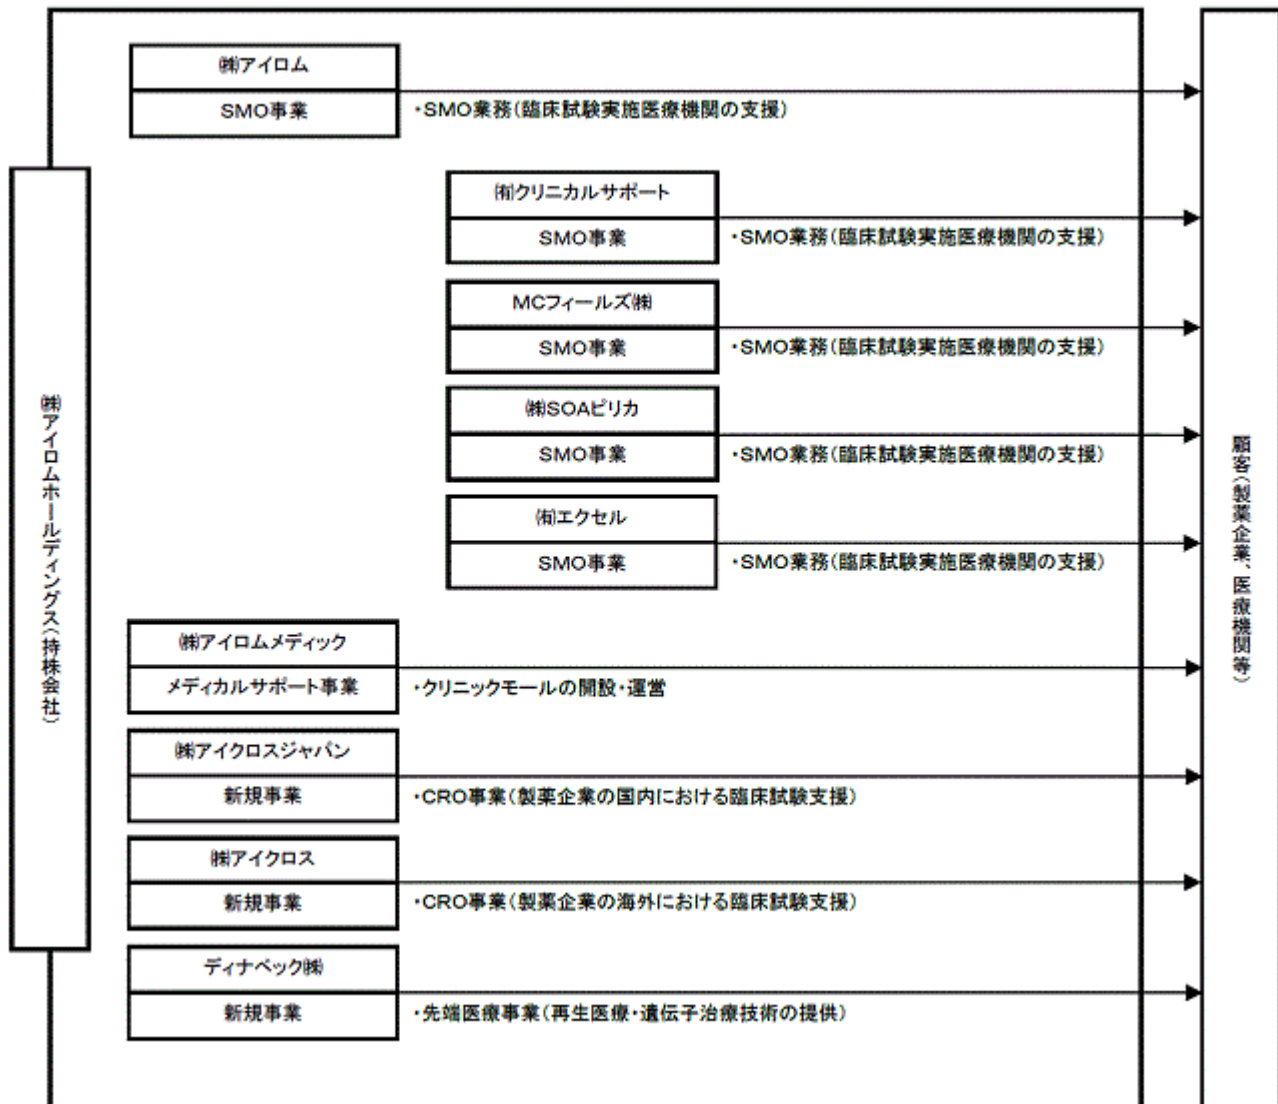 ㈱アイロム
SMO事業
・SMO業務(臨床試験実施医療機関の支援)
㈲クリニカルサポート
SMO事業
・SMO業務(臨床試験実施医療機関の支援)
MCフィールズ㈱
SMO事業
・SMO業務(臨床試験実施医療機関の支援)
㈱SOAピリカ
SMO事業
・SMO業務(臨床試験実施医療機関の支援)
㈲エクセル
SMO事業
・SMO業務(臨床試験実施医療機関の支援)
㈱アイロムホールディングス(持株会社)
顧客(製薬企業、医療機関等)
㈱アイロムメディック
メディカルサポート事業
・クリニックモールの開設・運営
㈱アイクロスジャパン
新規事業
・CRO事業(製薬企業の国内における臨床試験支援)
㈱アイクロス
新規事業
・CRO事業(製薬企業の海外における臨床試験支援)
ディナベック㈱
新規事業
・先端医療事業(再生医療・遺伝子治療技術の提供)